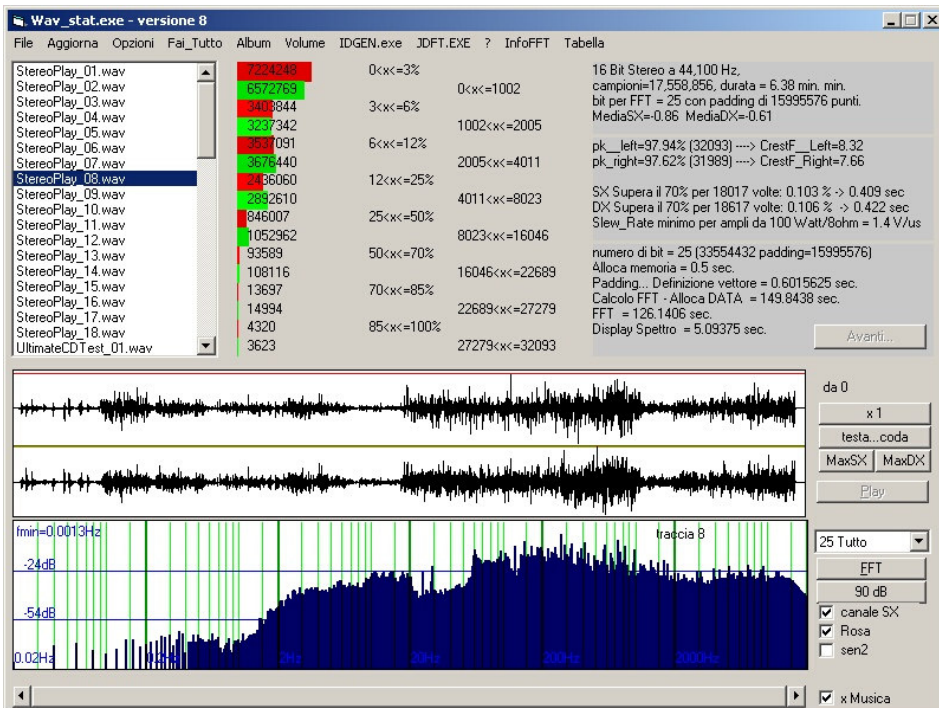 Wav_stat.exe - versione 8
File Aggiorna Opzioni Fai_Tutto Album Volume IDGEN.exe JDFT.EXE ? InfoFFT Tabella
StereoPlay_01.wav
StereoPlay_02.wav
StereoPlay_03.wav
StereoPlay_04.wav
StereoPlay_05.wav
StereoPlay_06.wav
StereoPlay_07.wav
StereoPlay_08.wav
StereoPlay_09.wav
StereoPlay_10.wav
StereoPlay_11.wav
StereoPlay_12.wav
StereoPlay_13.wav
StereoPlay_14.wav
StereoPlay_15.wav
StereoPlay_16.wav
StereoPlay_17.wav
StereoPlay_18.wav
UltimateCDTest_01.wav
7224248 0<x<=3%
6572769 0<x<=1002
3403844 3<x<=6%
3237342 1002<x<=2005
3537091 6<x<=12%
3676440 2005<x<=4011
2436060 12<x<=25%
2892610 4011<x<=8023
846007 25<x<=50%
1052962 8023<x<=16046
93589 50<x<=70%
108116 16046<x<=22689
13697 70<x<=85%
14994 22689<x<=27279
4320 85<x<=100%
3623 27279<x<=32093
16 Bit Stereo a 44,100 Hz,
campioni=17,558,856, durata = 6.38 min. min.
bit per FFT = 25 con padding di 15995576 punti.
MediaSX=-0.86 MediaDX=-0.61
pk__left=97.94% (32093) ----> CrestF__Left=8.32
pk_right=97.62% (31989) ----> CrestF_Right=7.66
SX Supera il 70% per 18017 volte: 0.103 % -> 0.409 sec
DX Supera il 70% per 18617 volte: 0.106 % -> 0.422 sec
Slew_Rate minimo per ampli da 100 Watt/8ohm = 1.4 V/us
numero di bit = 25 (33554432 padding=15995576)
Alloca memoria = 0.5 sec.
Padding... Definizione vettore = 0.6015625 sec.
Calcolo FFT - Alloca DATA = 149.8438 sec.
FFT = 126.1406 sec.
Display Spettro = 5.09375 sec.
Avanti...
da 0
x 1
testa...coda
MaxSX MaxDX
Play
fmin=0.0013Hz
traccia 8
-24dB
-54dB
0.02Hz 0.2Hz 2Hz 20Hz 200Hz 2000Hz
25 Tutto
FFT
90 dB
canale SX
Rosa
sen2
x Musica